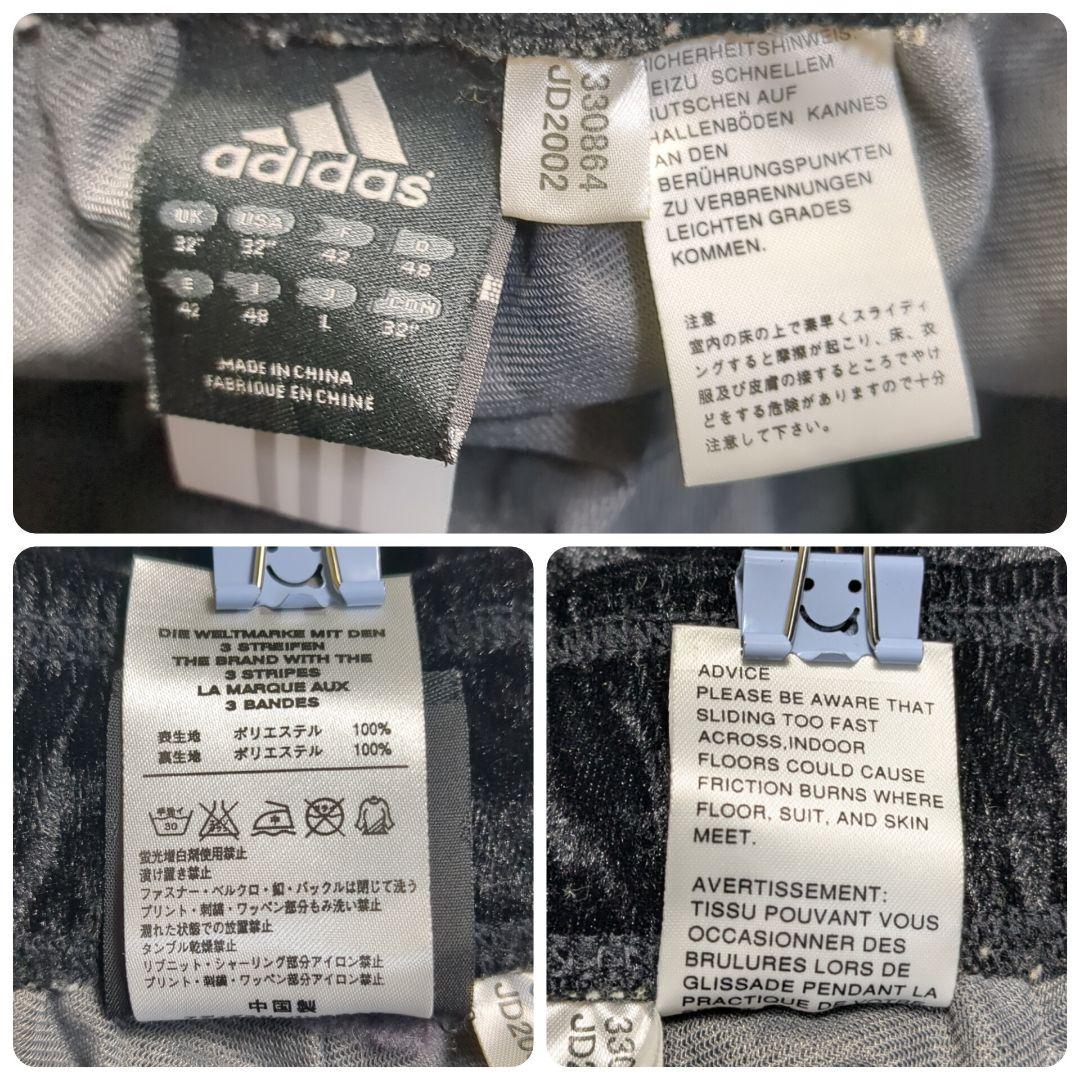 adidas
UK USA F D
32" 32" 42 48
E I J ICON
42 48 L 32"
MADE IN CHINA
FABRIQUÉ EN CHINE
330864
JD2002
SICHERHEITSHINWEIS:
SCHNELLEM
AUF
HALLENBÖDEN KANNES
AN DEN
BERÜHRUNGSPUNKTEN
ZU VERBRENNUNGEN
LEICHTEN GRADES
KOMMEN.
注意
室内の床の上で素早くスライディ
ングすると摩擦が起こり、床、衣
服及び皮膚の接するところでやけ
どをする危険がありますので十分
注意して下さい。
DIE WELTMARKE MIT DEN
3 STREIFEN
THE BRAND WITH THE
3 STRIPES
LA MARQUE AUX
3 BANDES
表生地 ポリエステル 100%
裏生地 ポリエステル 100%
手洗イ
30
蛍光増白剤使用禁止
漬け置き禁止
ファスナー・ベルクロ・釦・バックルは閉じて洗う
プリント・刺繍・ワッペン部分もみ洗い禁止
濡れた状態での放置禁止
タンブル乾燥禁止
リブニット・シャーリング部分アイロン禁止
プリント・刺繍・ワッペン部分アイロン禁止
中国製
JD20
ADVICE
PLEASE BE AWARE THAT
SLIDING TOO FAST
ACROSS,INDOOR
FLOORS COULD CAUSE
FRICTION BURNS WHERE
FLOOR, SUIT, AND SKIN
MEET.
AVERTISSEMENT:
TISSU POUVANT VOUS
OCCASIONNER DES
BRULURES LORS DE
GLISSADE PENDANT LA
PRACTIQUE DE VOTRE
330
JD